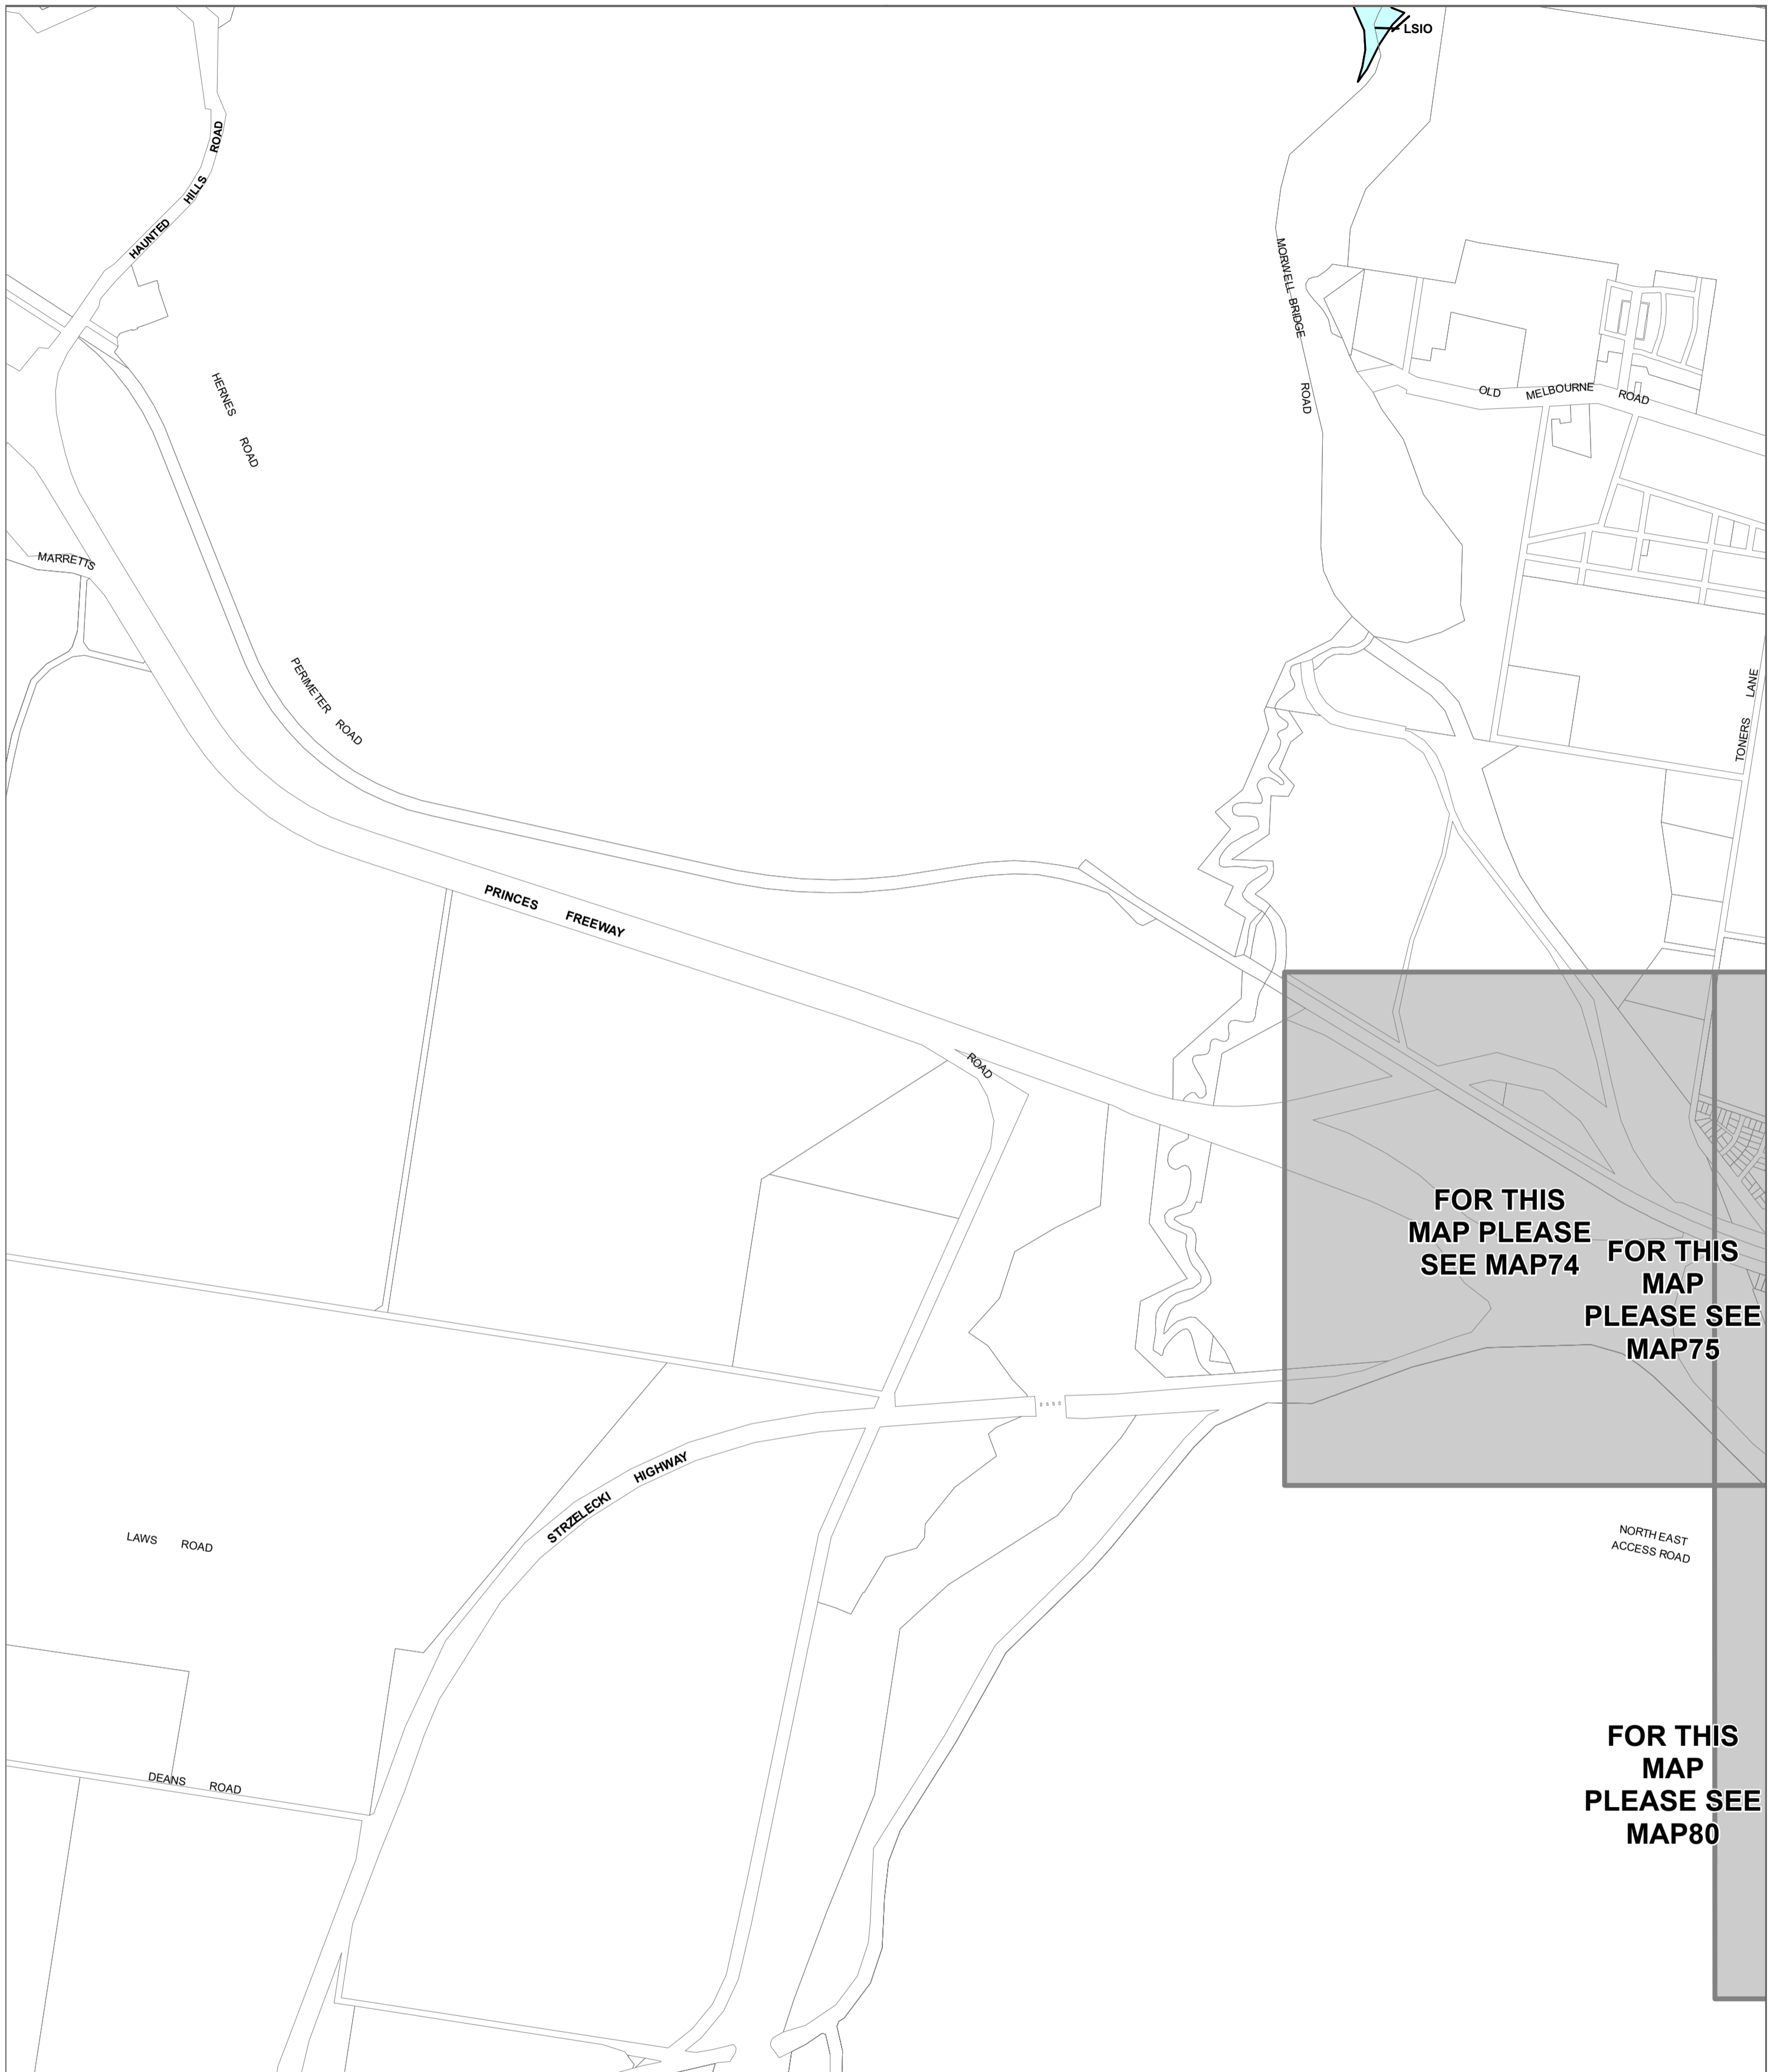 LSIO
HAUNTED HILLS ROAD
MORWELL BRIDGE ROAD
HERNES ROAD
OLD MELBOURNE ROAD
MARRETTS
PERIMETER ROAD
TONERS LANE
PRINCES FREEWAY
ROAD
FOR THIS
MAP PLEASE
SEE MAP74
FOR THIS
MAP
PLEASE SEE
MAP75
STRZELECKI HIGHWAY
LAWS ROAD
NORTH EAST
ACCESS ROAD
FOR THIS
MAP
PLEASE SEE
MAP80
DEANS ROAD